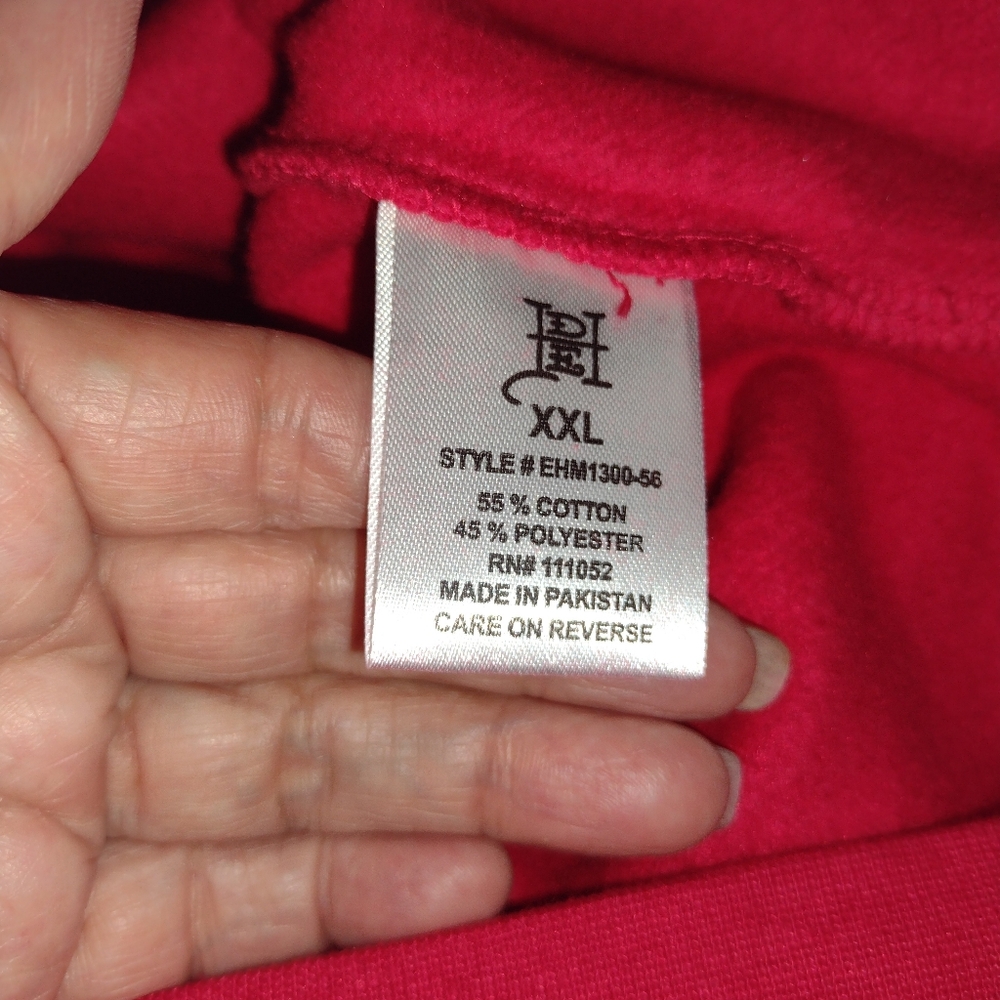 XXL
STYLE # EHM1300-56
55 % COTTON
45 % POLYESTER
RN# 111052
MADE IN PAKISTAN
CARE ON REVERSE